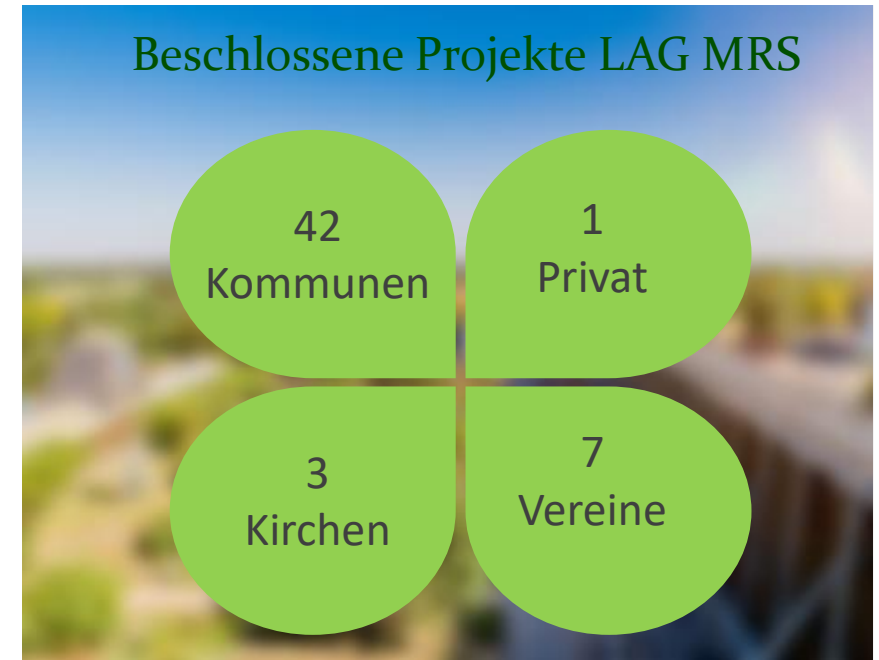 Beschlossene Projekte LAG MRS
42
Kommunen
1
Privat
3
Kirchen
7
Vereine